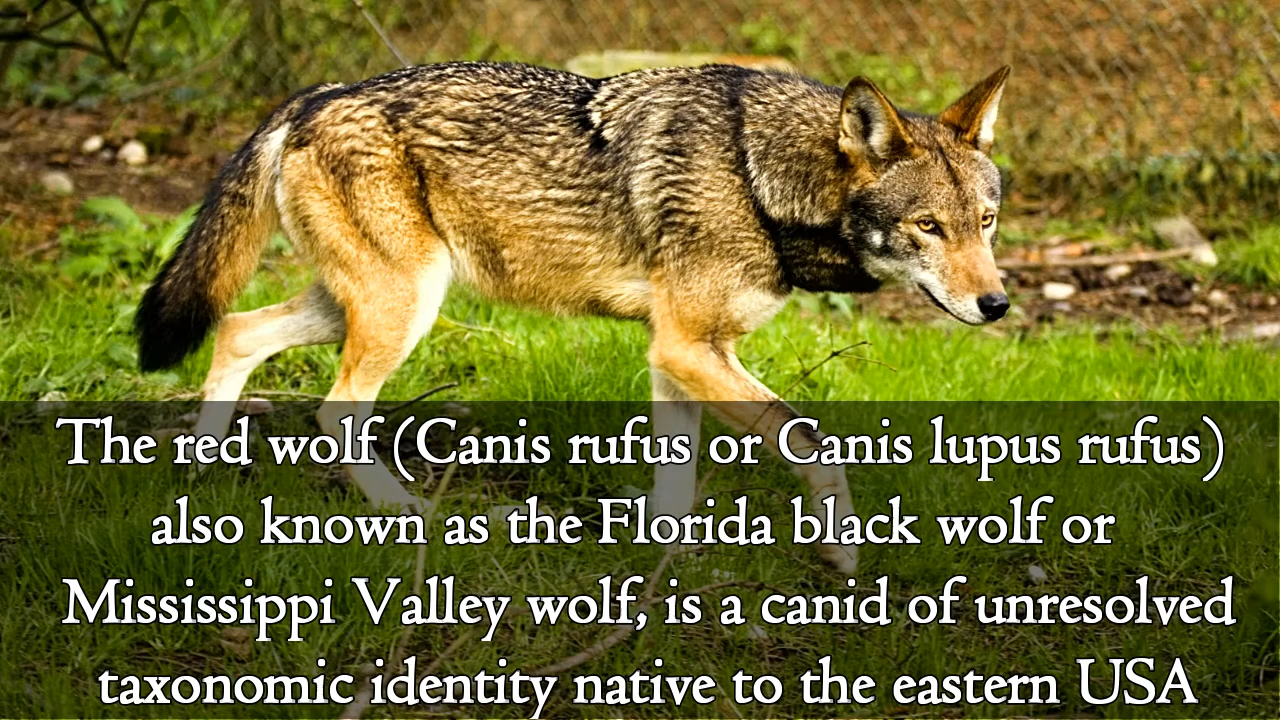 The red wolf (Canis rufus or Canis lupus rufus)
also known as the Florida black wolf or
Mississippi Valley wolf, is a canid of unresolved
taxonomic identity native to the eastern USA